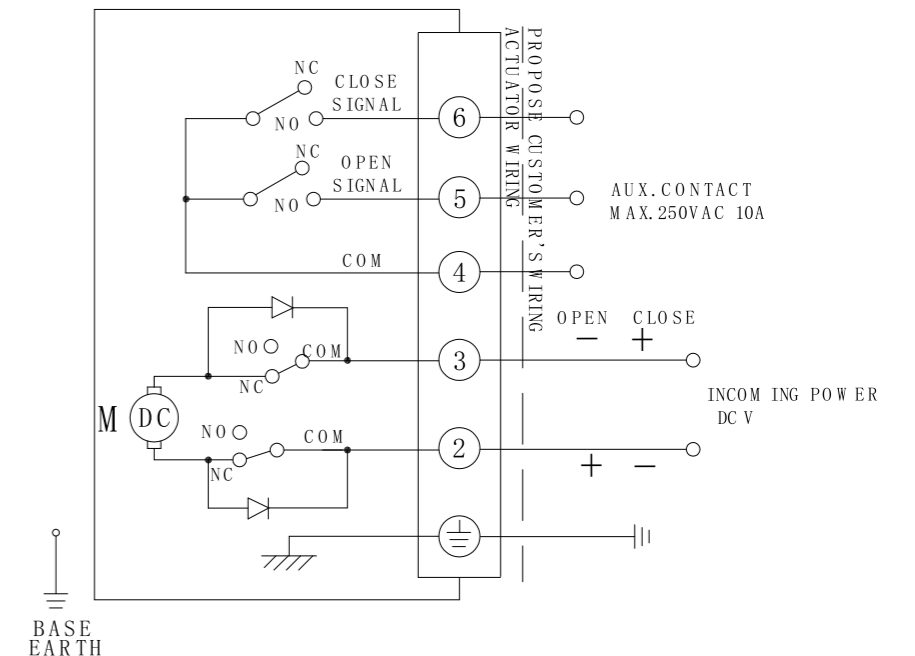 NC
CLOSE
SIGNAL
NO
6
NC
OPEN
SIGNAL
NO
5
COM
4
PROPOSE CUSTOMER'S WIRING
ACTUATOR WIRING
AUX.CONTACT
MAX.250VAC 10A
OPEN CLOSE
− +
NO
COM
NC
3
M
DC
INCOMING POWER
DC V
NO
COM
NC
2
+ −
BASE
EARTH